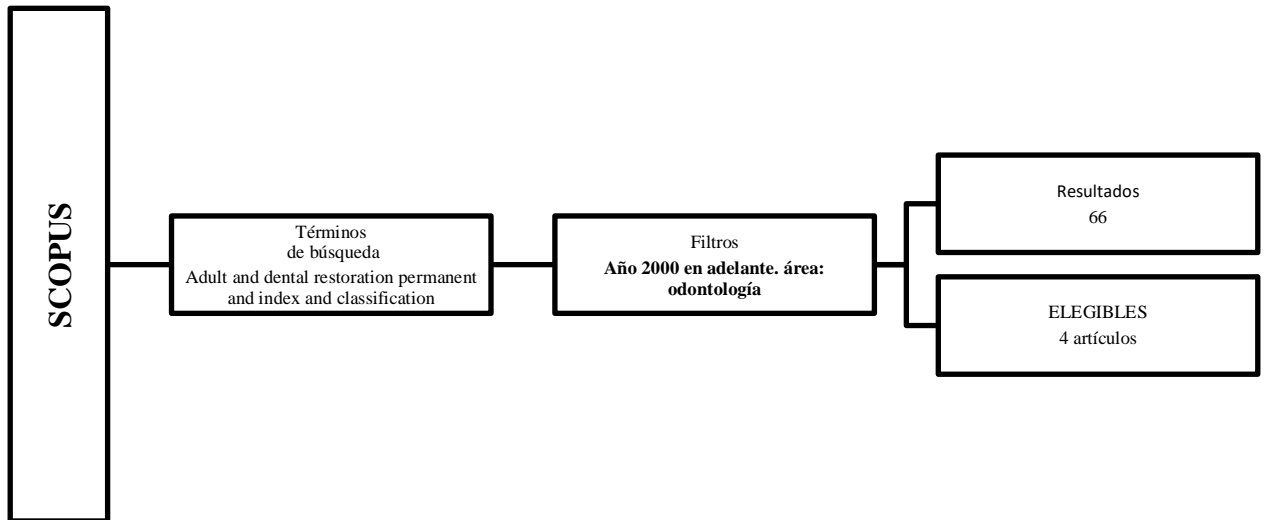 SCOPUS
Términos
de búsqueda
Adult and dental restoration permanent
and index and classification
Filtros
Año 2000 en adelante. área:
odontología
Resultados
66
ELEGIBLES
4 artículos